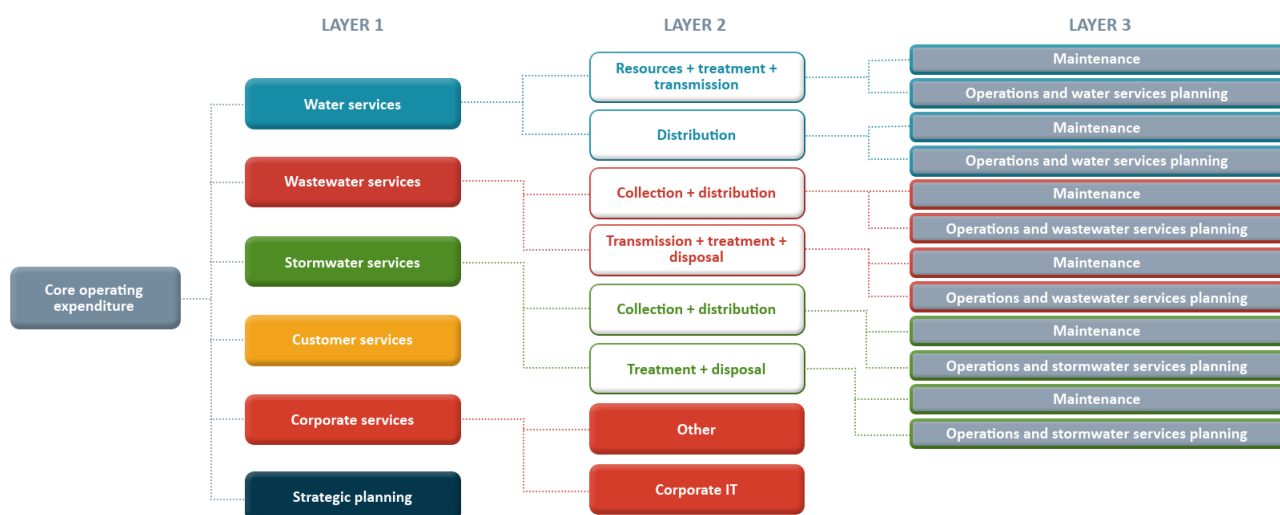 LAYER 1
LAYER 2
LAYER 3
Core operating
expenditure
Water services
Wastewater services
Stormwater services
Customer services
Corporate services
Strategic planning
Resources + treatment +
transmission
Distribution
Collection + distribution
Transmission + treatment +
disposal
Collection + distribution
Treatment + disposal
Other
Corporate IT
Maintenance
Operations and water services planning
Maintenance
Operations and water services planning
Maintenance
Operations and wastewater services planning
Maintenance
Operations and wastewater services planning
Maintenance
Operations and stormwater services planning
Maintenance
Operations and stormwater services planning